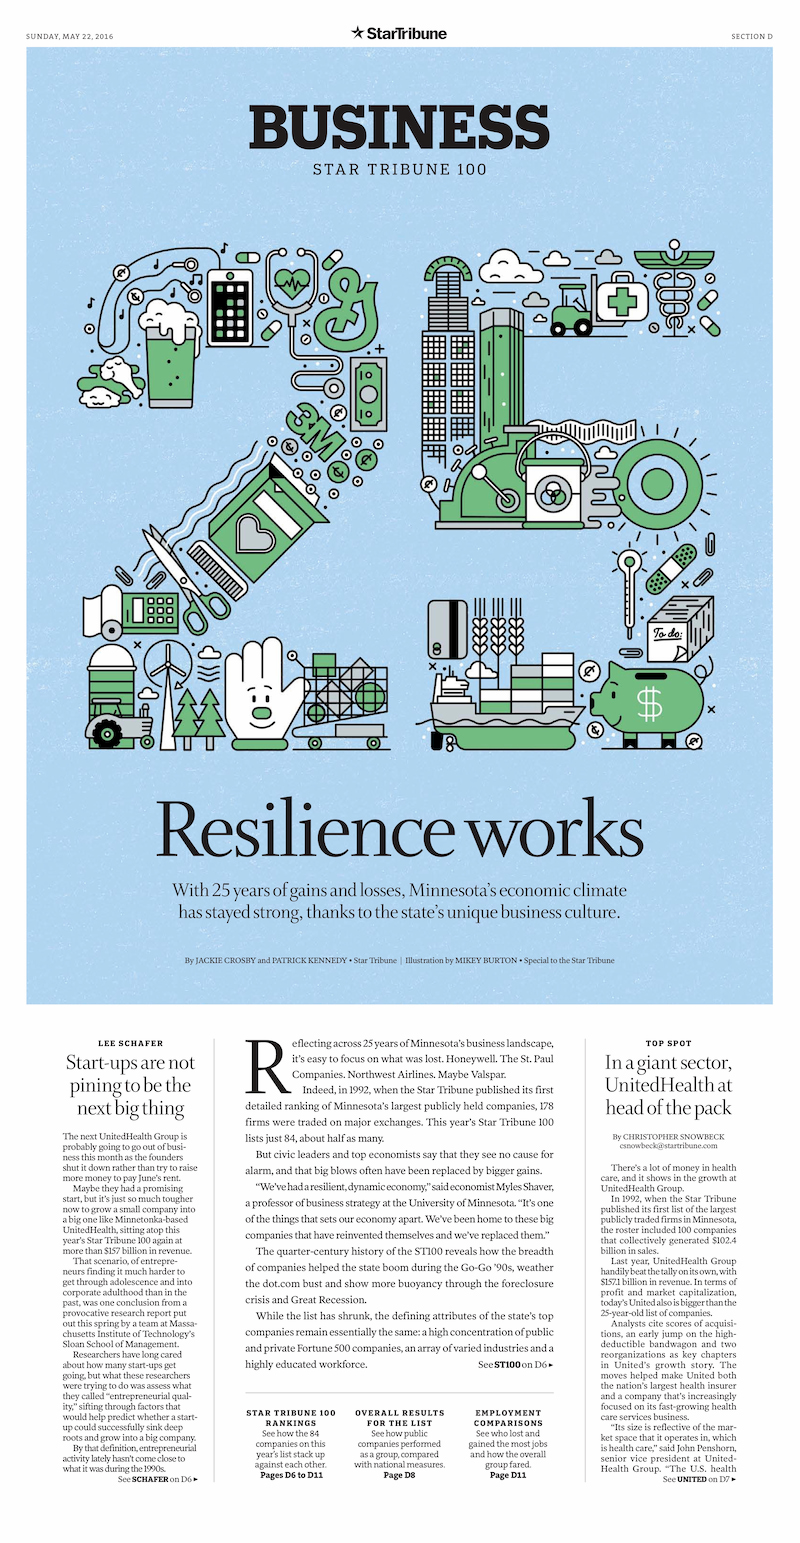 SUNDAY, MAY 22, 2016
StarTribune
SECTION D
BUSINESS
STAR TRIBUNE 100
G
3M
To do:
$
Resilience works
With 25 years of gains and losses, Minnesota's economic climate
has stayed strong, thanks to the state's unique business culture.
By JACKIE CROSBY and PATRICK KENNEDY • Star Tribune | Illustration by MIKEY BURTON • Special to the Star Tribune
LEE SCHAFER
Start-ups are not
pining to be the
next big thing
The next UnitedHealth Group is
probably going to go out of busi-
ness this month as the founders
shut it down rather than try to raise
more money to pay June's rent.
Maybe they had a promising
start, but it's just so much tougher
now to grow a small company into
a big one like Minnetonka-based
UnitedHealth, sitting atop this
year's Star Tribune 100 again at
more than $157 billion in revenue.
That scenario, of entrepre-
neurs finding it much harder to
get through adolescence and into
corporate adulthood than in the
past, was one conclusion from a
provocative research report put
out this spring by a team at Massa-
chusetts Institute of Technology's
Sloan School of Management.
Researchers have long cared
about how many start-ups get
going, but what these researchers
were trying to do was assess what
they called "entrepreneurial qual-
ity," sifting through factors that
would help predict whether a start-
up could successfully sink deep
roots and grow into a big company.
By that definition, entrepreneurial
activity lately hasn't come close to
what it was during the 1990s.
See SCHAFER on D6 ►
Reflecting across 25 years of Minnesota's business landscape,
it's easy to focus on what was lost. Honeywell. The St. Paul
Companies. Northwest Airlines. Maybe Valspar.
Indeed, in 1992, when the Star Tribune published its first
detailed ranking of Minnesota's largest publicly held companies, 178
firms were traded on major exchanges. This year's Star Tribune 100
lists just 84, about half as many.
But civic leaders and top economists say that they see no cause for
alarm, and that big blows often have been replaced by bigger gains.
"We've had a resilient, dynamic economy," said economist Myles Shaver,
a professor of business strategy at the University of Minnesota. "It's one
of the things that sets our economy apart. We've been home to these big
companies that have reinvented themselves and we've replaced them."
The quarter-century history of the ST100 reveals how the breadth
of companies helped the state boom during the Go-Go '90s, weather
the dot.com bust and show more buoyancy through the foreclosure
crisis and Great Recession.
While the list has shrunk, the defining attributes of the state's top
companies remain essentially the same: a high concentration of public
and private Fortune 500 companies, an array of varied industries and a
highly educated workforce.
See ST100 on D6 ►
STAR TRIBUNE 100
RANKINGS
See how the 84
companies on this
year's list stack up
against each other.
Pages D6 to D11
OVERALL RESULTS
FOR THE LIST
See how public
companies performed
as a group, compared
with national measures.
Page D8
EMPLOYMENT
COMPARISONS
See who lost and
gained the most jobs
and how the overall
group fared.
Page D11
TOP SPOT
In a giant sector,
UnitedHealth at
head of the pack
By CHRISTOPHER SNOWBECK
csnowbeck@startribune.com
There's a lot of money in health
care, and it shows in the growth at
UnitedHealth Group.
In 1992, when the Star Tribune
published its first list of the largest
publicly traded firms in Minnesota,
the roster included 100 companies
that collectively generated $102.4
billion in sales.
Last year, UnitedHealth Group
handily beat the tally on its own, with
$157.1 billion in revenue. In terms of
profit and market capitalization,
today's United also is bigger than the
25-year-old list of companies.
Analysts cite scores of acquisi-
tions, an early jump on the high-
deductible bandwagon and two
reorganizations as key chapters
in United's growth story. The
moves helped make United both
the nation's largest health insurer
and a company that's increasingly
focused on its fast-growing health
care services business.
"Its size is reflective of the mar-
ket space that it operates in, which
is health care," said John Penshorn,
senior vice president at United-
Health Group. "The U.S. health
See UNITED on D7 ►